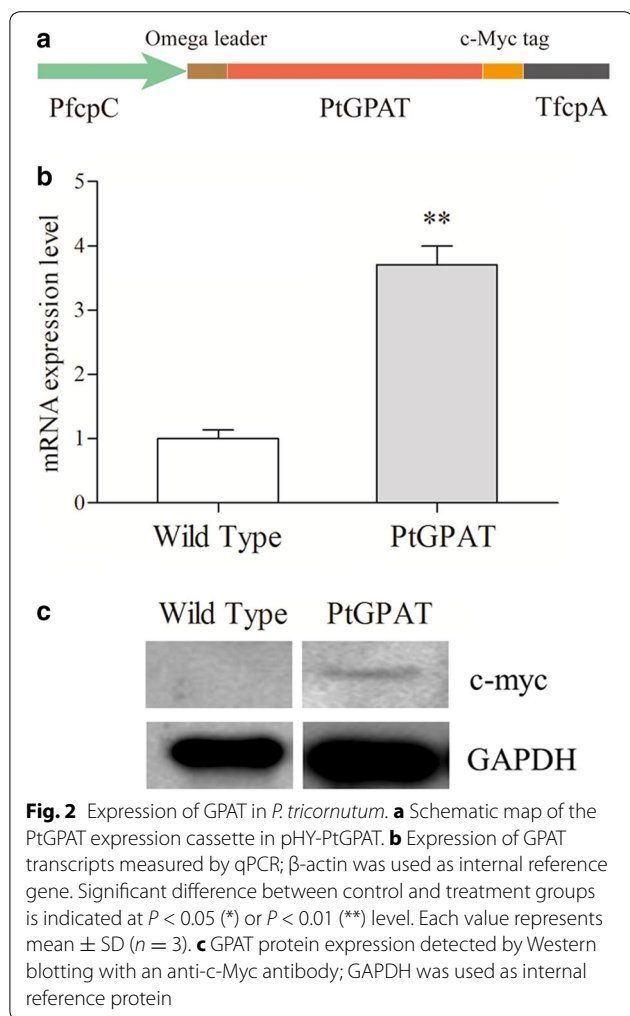 a
Omega leader c-Myc tag
PfcpC PtGPAT TfcpA
b
mRNA expression level
5
4
3
2
1
0
**
Wild Type PtGPAT
c
Wild Type PtGPAT
c-myc
GAPDH
Fig. 2 Expression of GPAT in P. tricornutum. a Schematic map of the
PtGPAT expression cassette in pHY-PtGPAT. b Expression of GPAT
transcripts measured by qPCR; β-actin was used as internal reference
gene. Significant difference between control and treatment groups
is indicated at P < 0.05 (*) or P < 0.01 (**) level. Each value represents
mean ± SD (n = 3). c GPAT protein expression detected by Western
blotting with an anti-c-Myc antibody; GAPDH was used as internal
reference protein